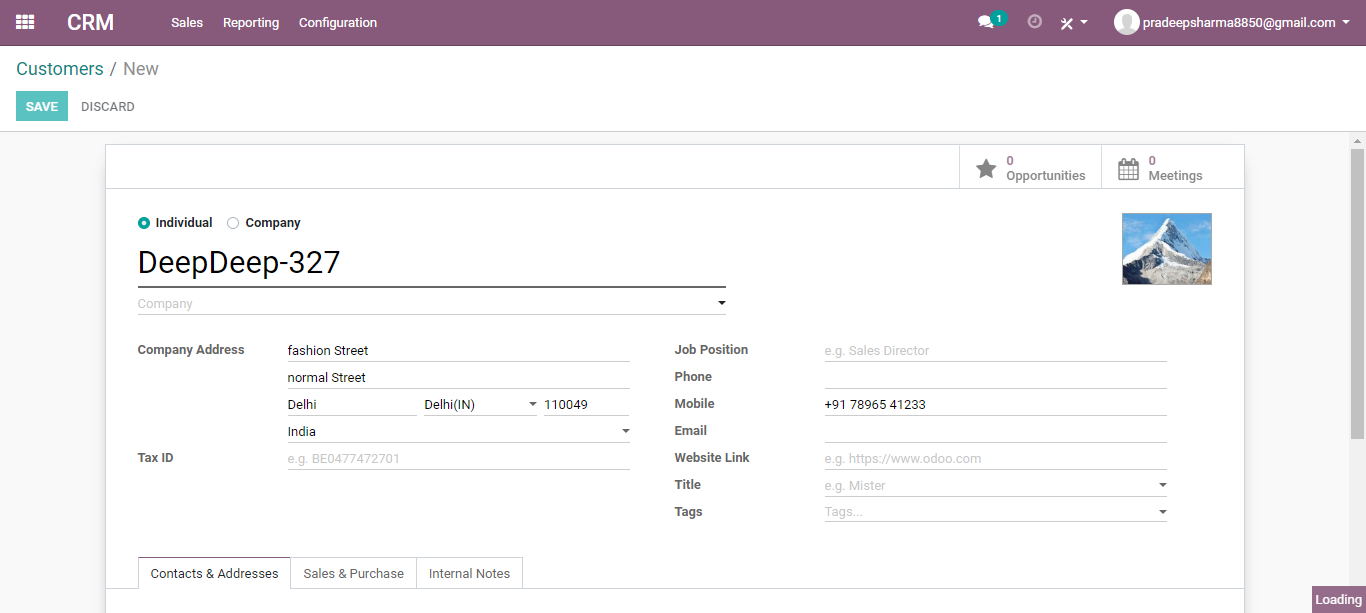 CRM Sales Reporting Configuration 1 pradeepsharma8850@gmail.com
Customers / New
SAVE DISCARD
0 Opportunities
0 Meetings
Individual Company
DeepDeep-327
Company
Company Address fashion Street
normal Street
Delhi Delhi(IN) 110049
India
Tax ID e.g. BE0477472701
Job Position e.g. Sales Director
Phone
Mobile +91 78965 41233
Email
Website Link e.g. https://www.odoo.com
Title e.g. Mister
Tags Tags...
Contacts & Addresses Sales & Purchase Internal Notes
Loading